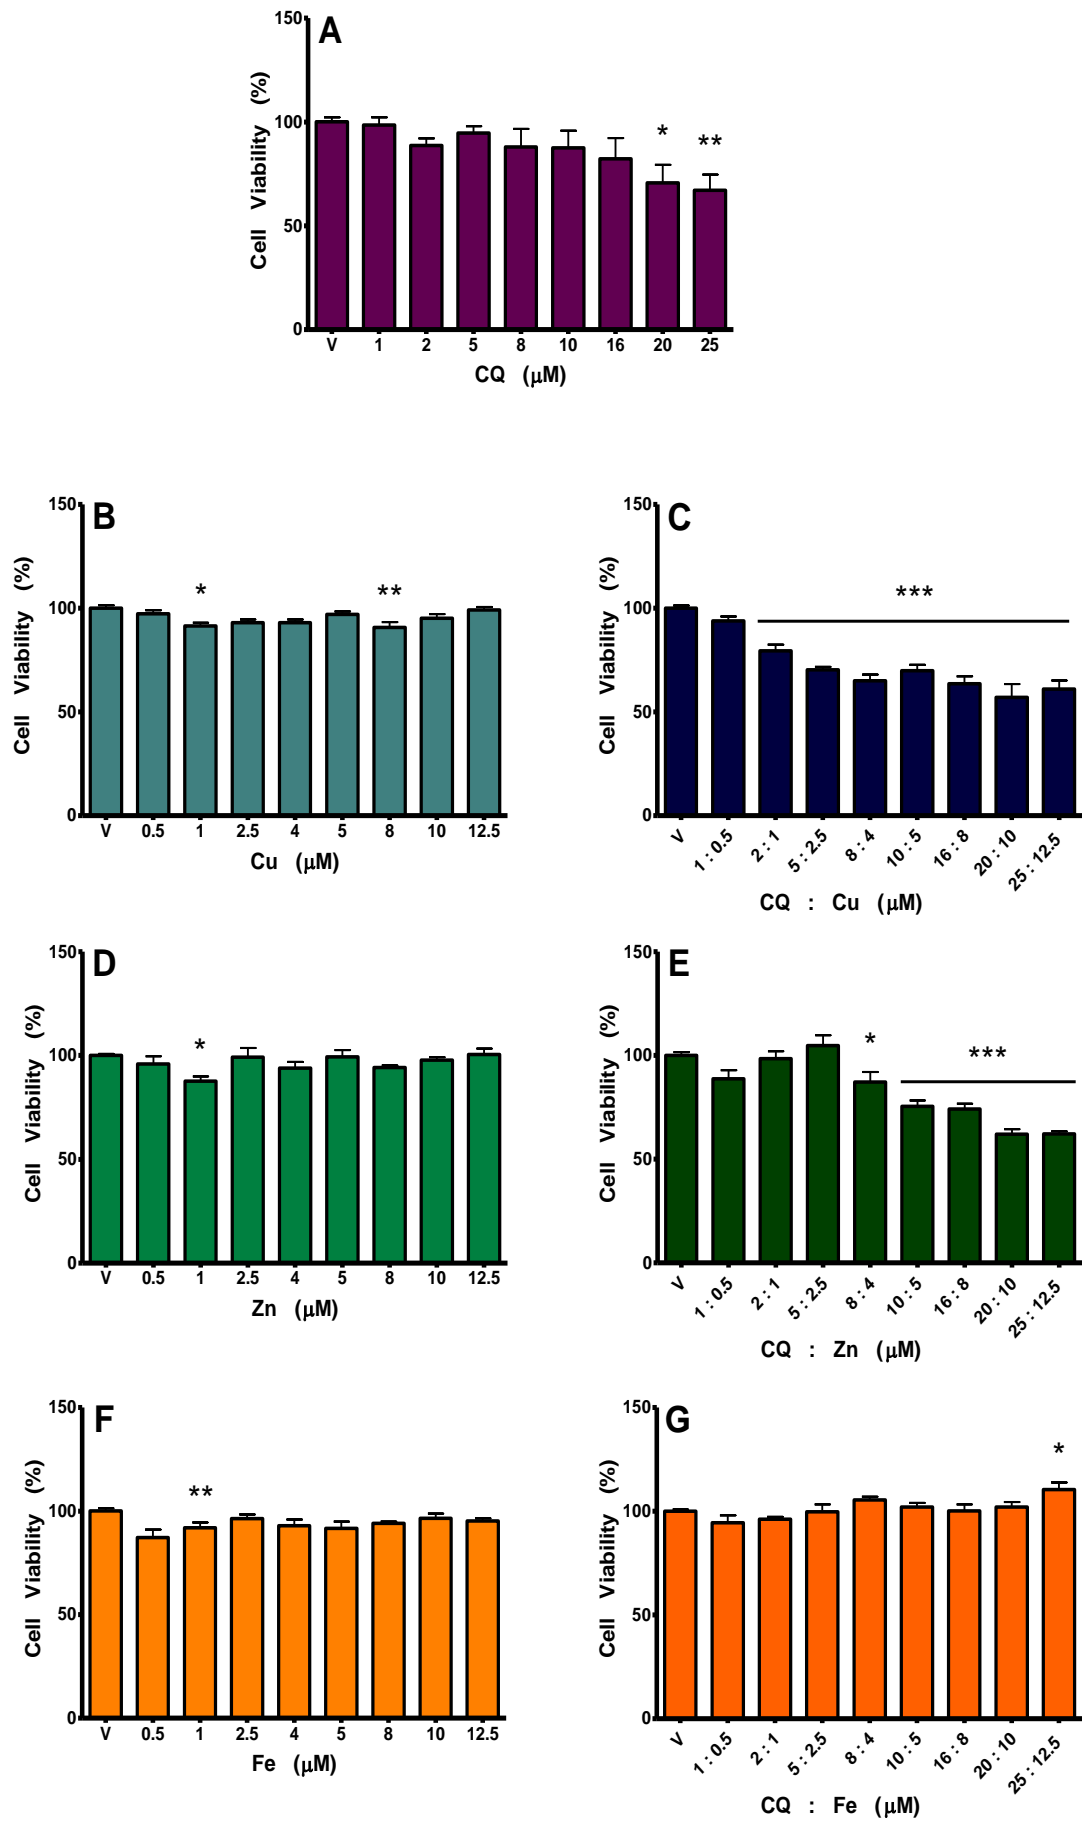 A
Cell Viability (%)
150
100
50
0
* **
V 1 2 5 8 10 16 20 25
CQ (μM)
B
Cell Viability (%)
150
100
50
0
* **
V 0.5 1 2.5 4 5 8 10 12.5
Cu (μM)
C
Cell Viability (%)
150
100
50
0
***
V 1 : 0.5 2 : 1 5 : 2.5 8 : 4 10 : 5 16 : 8 20 : 10 25 : 12.5
CQ : Cu (μM)
D
Cell Viability (%)
150
100
50
0
*
V 0.5 1 2.5 4 5 8 10 12.5
Zn (μM)
E
Cell Viability (%)
150
100
50
0
* ***
V 1 : 0.5 2 : 1 5 : 2.5 8 : 4 10 : 5 16 : 8 20 : 10 25 : 12.5
CQ : Zn (μM)
F
Cell Viability (%)
150
100
50
0
**
V 0.5 1 2.5 4 5 8 10 12.5
Fe (μM)
G
Cell Viability (%)
150
100
50
0
*
V 1 : 0.5 2 : 1 5 : 2.5 8 : 4 10 : 5 16 : 8 20 : 10 25 : 12.5
CQ : Fe (μM)